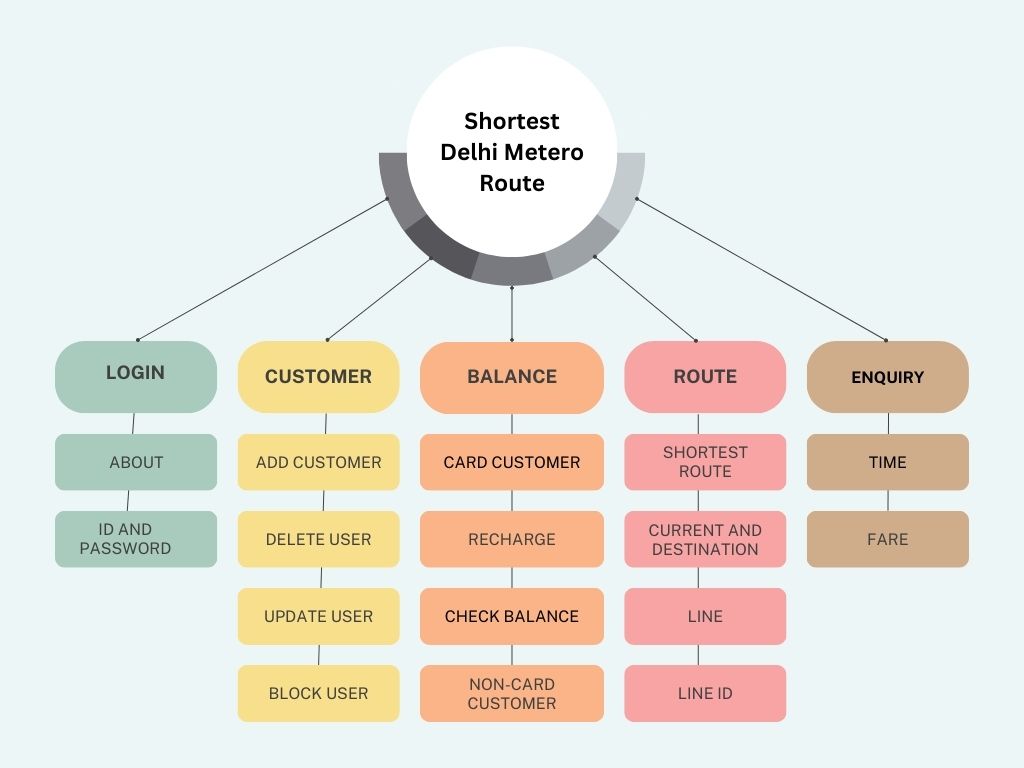 Shortest
Delhi Metero
Route
LOGIN
ABOUT
ID AND
PASSWORD
CUSTOMER
ADD CUSTOMER
DELETE USER
UPDATE USER
BLOCK USER
BALANCE
CARD CUSTOMER
RECHARGE
CHECK BALANCE
NON-CARD
CUSTOMER
ROUTE
SHORTEST
ROUTE
CURRENT AND
DESTINATION
LINE
LINE ID
ENQUIRY
TIME
FARE